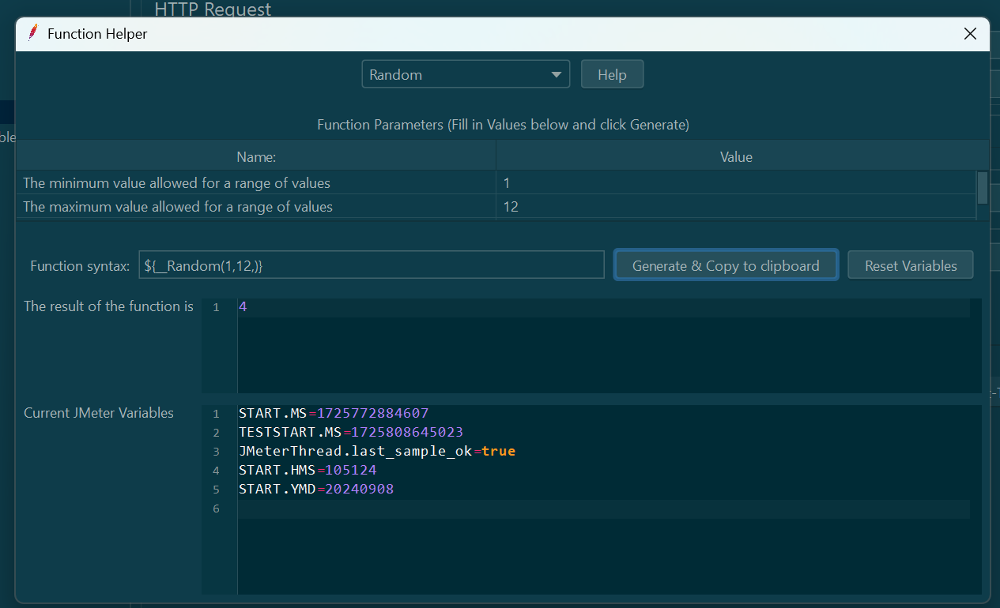 HTTP Request
Function Helper
Random
Help
Function Parameters (Fill in Values below and click Generate)
Name: Value
The minimum value allowed for a range of values 1
The maximum value allowed for a range of values 12
Function syntax: ${__Random(1,12,)} Generate & Copy to clipboard Reset Variables
The result of the function is 1 4
Current JMeter Variables
1 START.MS=1725772884607
2 TESTSTART.MS=1725808645023
3 JMeterThread.last_sample_ok=true
4 START.HMS=105124
5 START.YMD=20240908
6